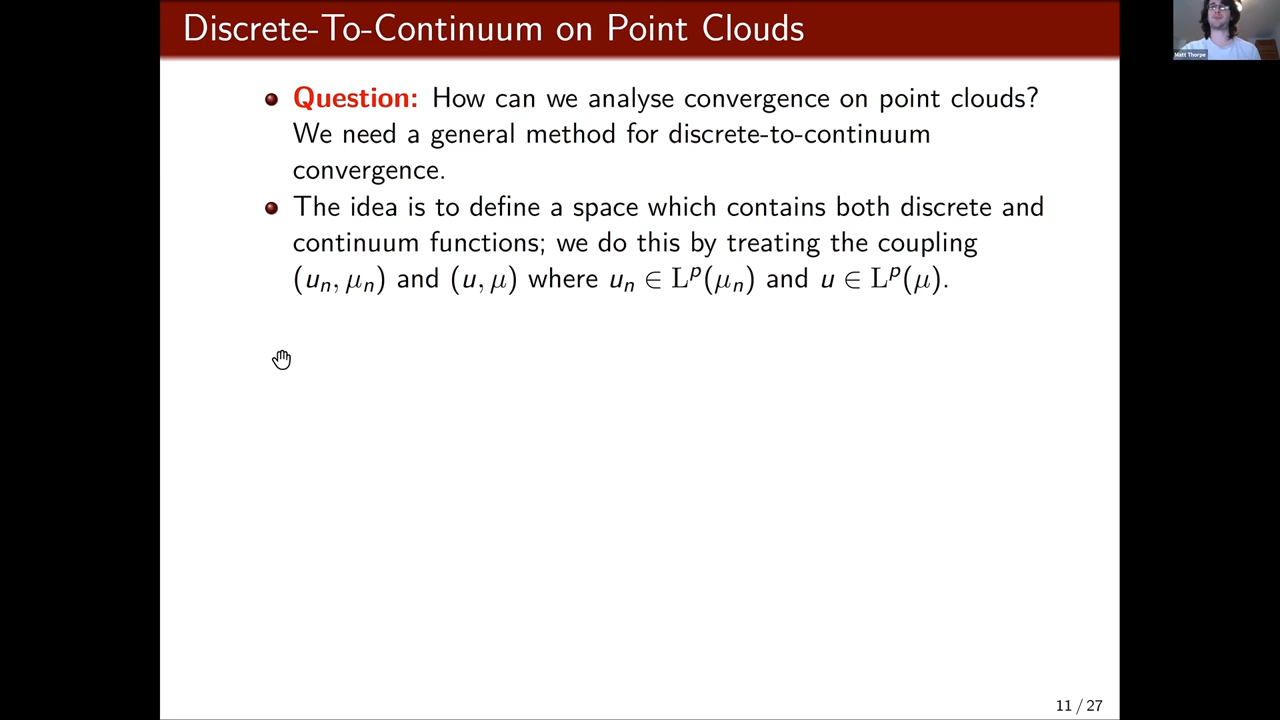 Discrete-To-Continuum on Point Clouds
Matt Thorpe
Question: How can we analyse convergence on point clouds?
We need a general method for discrete-to-continuum
convergence.
The idea is to define a space which contains both discrete and
continuum functions; we do this by treating the coupling
(uₙ, μₙ) and (u, μ) where uₙ ∈ Lᵖ(μₙ) and u ∈ Lᵖ(μ).
11 / 27